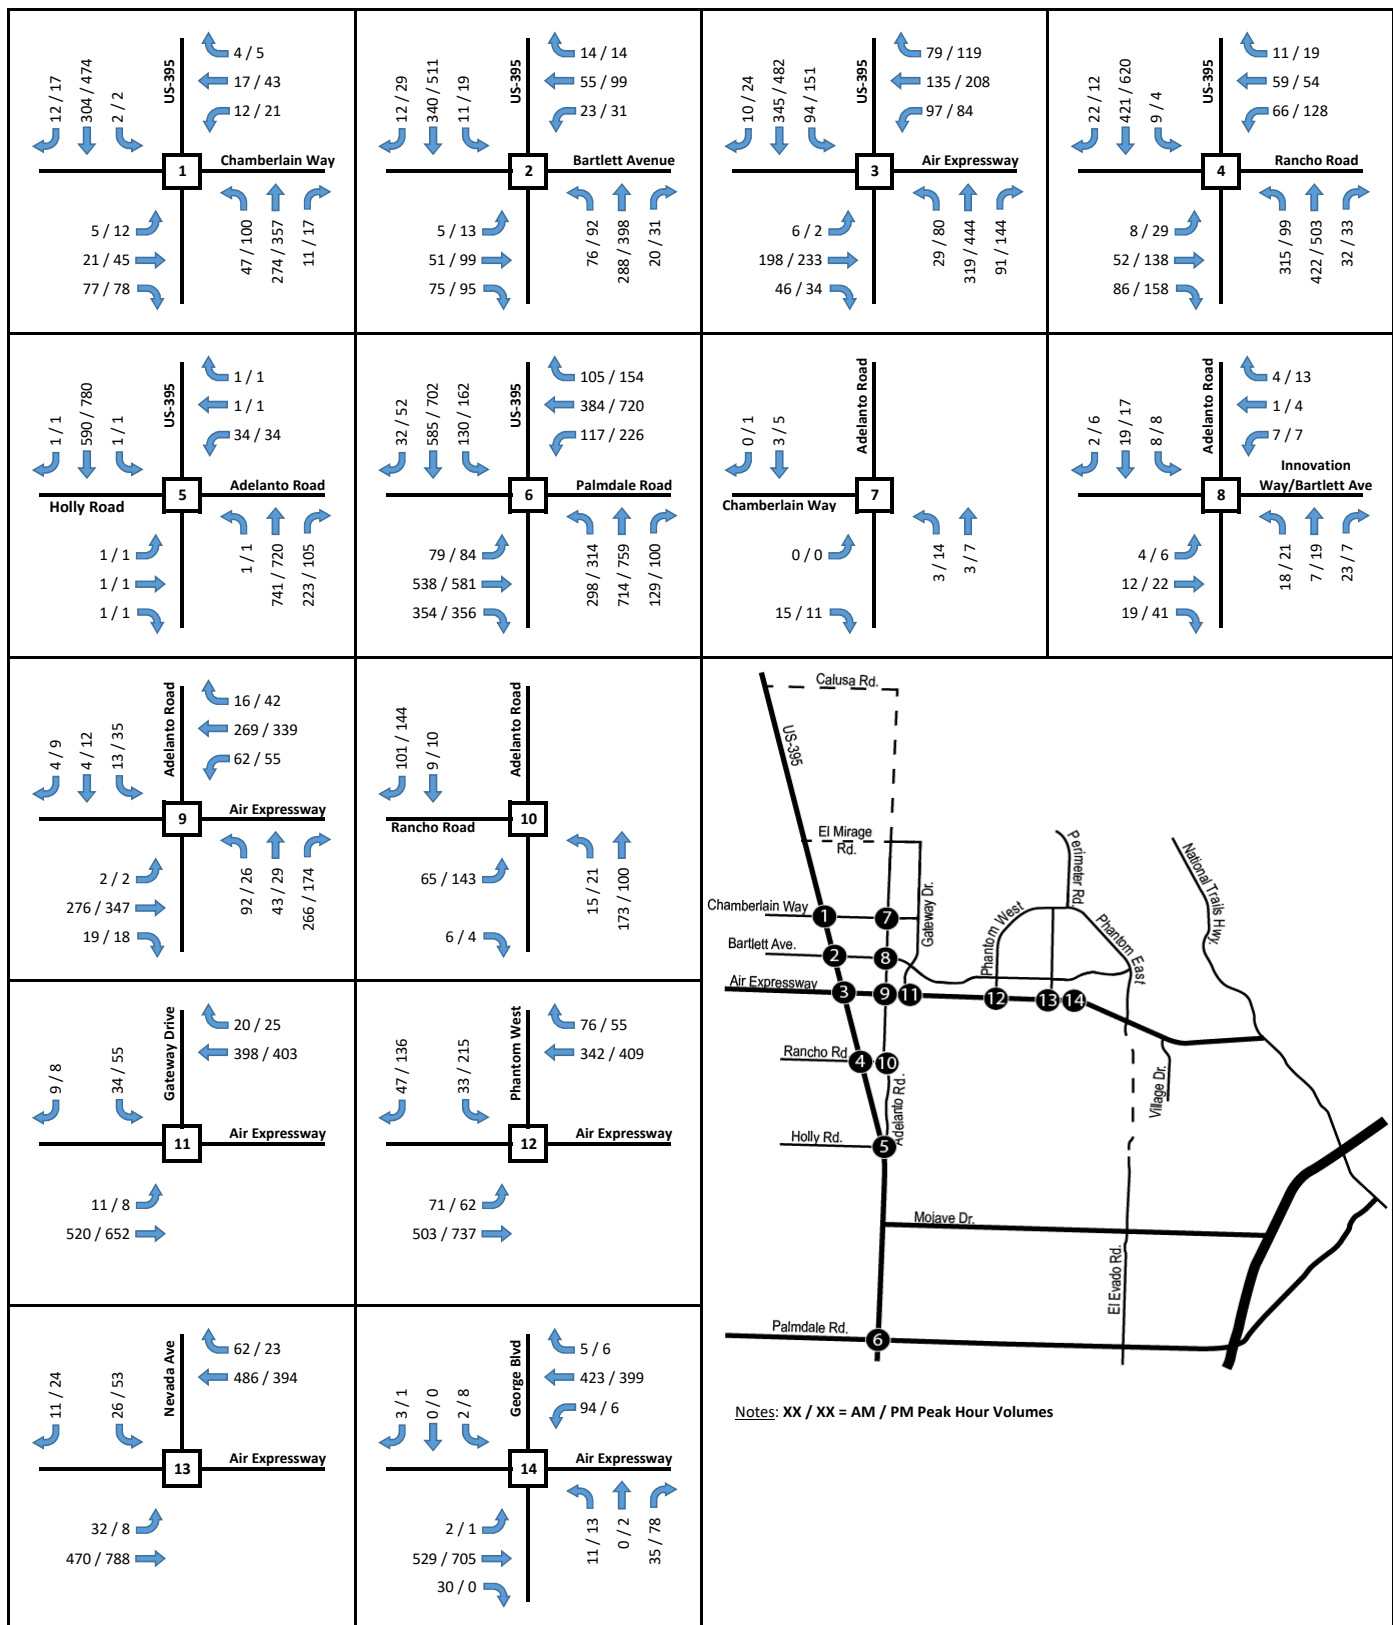 US-395
12 / 17
304 / 474
2 / 2
4 / 5
17 / 43
12 / 21
1
Chamberlain Way
5 / 12
21 / 45
77 / 78
47 / 100
274 / 357
11 / 17
US-395
12 / 29
340 / 511
11 / 19
14 / 14
55 / 99
23 / 31
2
Bartlett Avenue
5 / 13
51 / 99
75 / 95
76 / 92
288 / 398
20 / 31
US-395
10 / 24
345 / 482
94 / 151
79 / 119
135 / 208
97 / 84
3
Air Expressway
6 / 2
198 / 233
46 / 34
29 / 80
319 / 444
91 / 144
US-395
22 / 12
421 / 620
9 / 4
11 / 19
59 / 54
66 / 128
4
Rancho Road
8 / 29
52 / 138
86 / 158
315 / 99
422 / 503
32 / 33
US-395
1 / 1
590 / 780
1 / 1
1 / 1
1 / 1
34 / 34
5
Adelanto Road
Holly Road
1 / 1
1 / 1
1 / 1
1 / 1
741 / 720
223 / 105
US-395
32 / 52
585 / 702
130 / 162
105 / 154
384 / 720
117 / 226
6
Palmdale Road
79 / 84
538 / 581
354 / 356
298 / 314
714 / 759
129 / 100
Adelanto Road
0 / 1
3 / 5
7
Chamberlain Way
0 / 0
15 / 11
3 / 14
3 / 7
Adelanto Road
2 / 6
19 / 17
8 / 8
4 / 13
1 / 4
7 / 7
8
Innovation
Way/Bartlett Ave
4 / 6
12 / 22
19 / 41
18 / 21
7 / 19
23 / 7
Adelanto Road
4 / 9
4 / 12
13 / 35
16 / 42
269 / 339
62 / 55
9
Air Expressway
2 / 2
276 / 347
19 / 18
92 / 26
43 / 29
266 / 174
Adelanto Road
101 / 144
9 / 10
10
Rancho Road
65 / 143
6 / 4
15 / 21
173 / 100
Gateway Drive
9 / 8
34 / 55
20 / 25
398 / 403
11
Air Expressway
11 / 8
520 / 652
Phantom West
47 / 136
33 / 215
76 / 55
342 / 409
12
Air Expressway
71 / 62
503 / 737
Nevada Ave
11 / 24
26 / 53
62 / 23
486 / 394
13
Air Expressway
32 / 8
470 / 788
George Blvd
3 / 1
0 / 0
2 / 8
5 / 6
423 / 399
94 / 6
14
Air Expressway
2 / 1
529 / 705
30 / 0
11 / 13
0 / 2
35 / 78
Calusa Rd.
US-395
El Mirage
Rd.
Perimeter Rd.
National Trails Hwy.
Gateway Dr.
Chamberlain Way
1
7
Phantom West
Phantom East
Bartlett Ave.
2
8
Air Expressway
3
9
11
12
13
14
Rancho Rd
4
10
Adelanto Rd.
Village Dr.
Holly Rd.
5
Mojave Dr.
El Evado Rd.
Palmdale Rd.
6
Notes: XX / XX = AM / PM Peak Hour Volumes